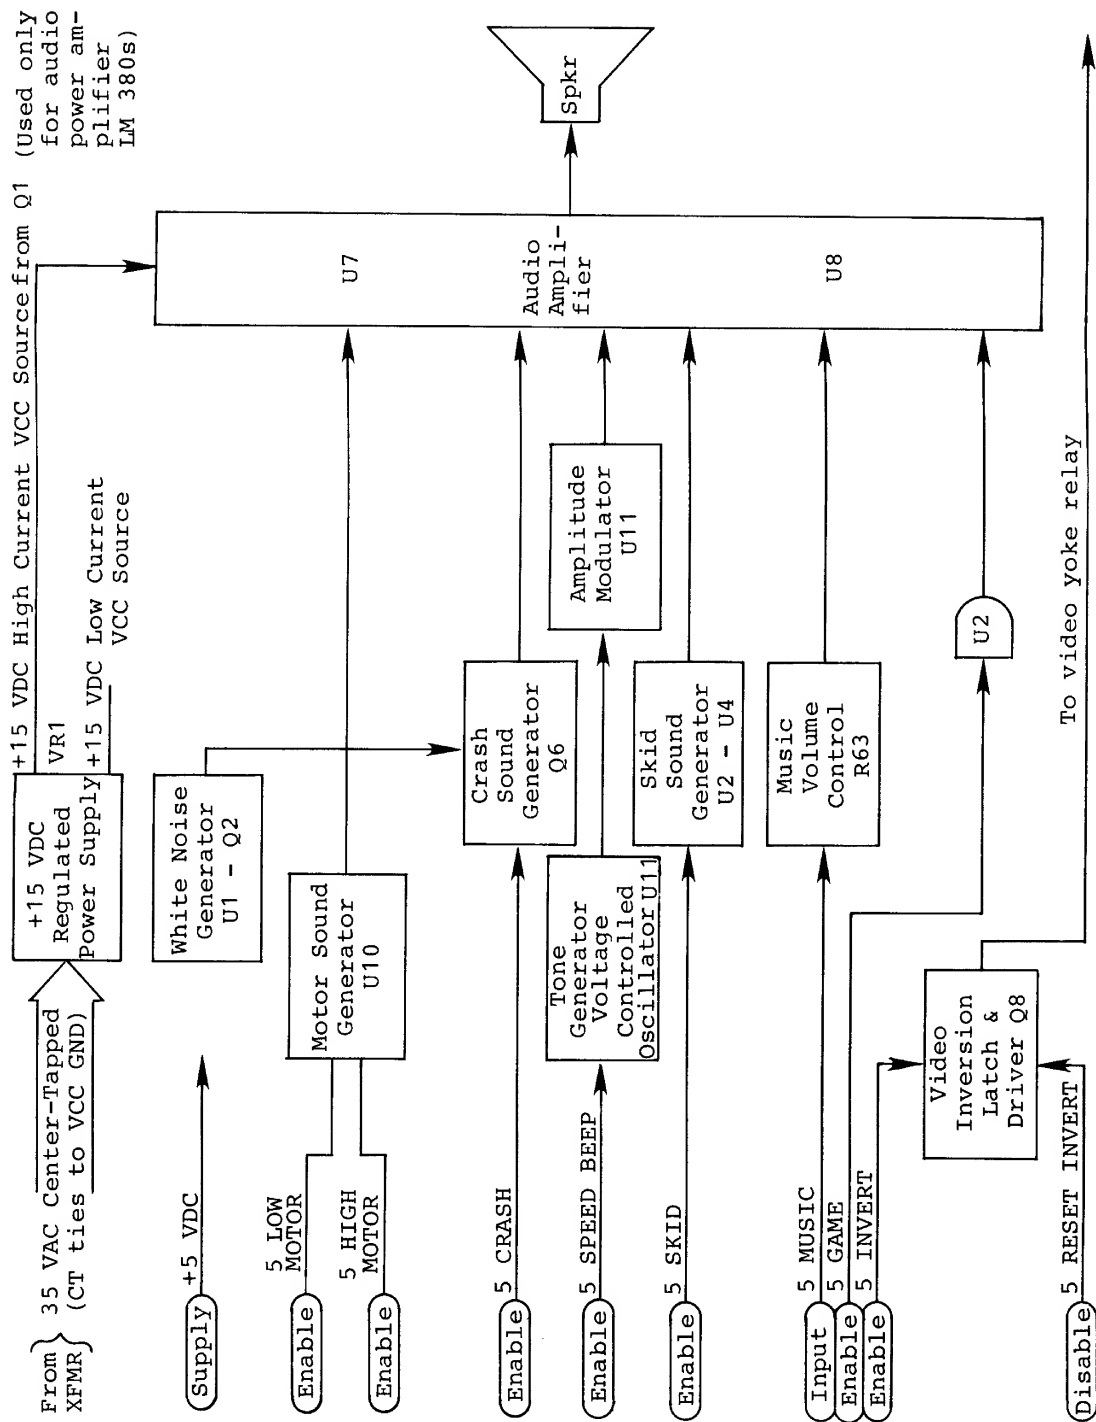 From
XFMR
35 VAC Center-Tapped
(CT ties to VCC GND)
+15 VDC
Regulated
Power Supply
VR1
+15 VDC High Current VCC Source from Q1
(Used only
for audio
power am-
plifier
LM 380s)
+15 VDC Low Current
VCC Source
Supply
+5 VDC
White Noise
Generator
U1 - Q2
Enable
5 LOW
MOTOR
Enable
5 HIGH
MOTOR
Motor Sound
Generator
U10
U7
Audio
Ampli-
fier
U8
Spkr
Enable
5 CRASH
Crash
Sound
Generator
Q6
Enable
5 SPEED BEEP
Tone
Generator
Voltage
Controlled
Oscillator U11
Amplitude
Modulator
U11
Enable
5 SKID
Skid
Sound
Generator
U2 - U4
Input
5 MUSIC
Music
Volume
Control
R63
Enable
5 GAME
U2
Enable
5 INVERT
Video
Inversion
Latch &
Driver Q8
To video yoke relay
Disable
5 RESET INVERT